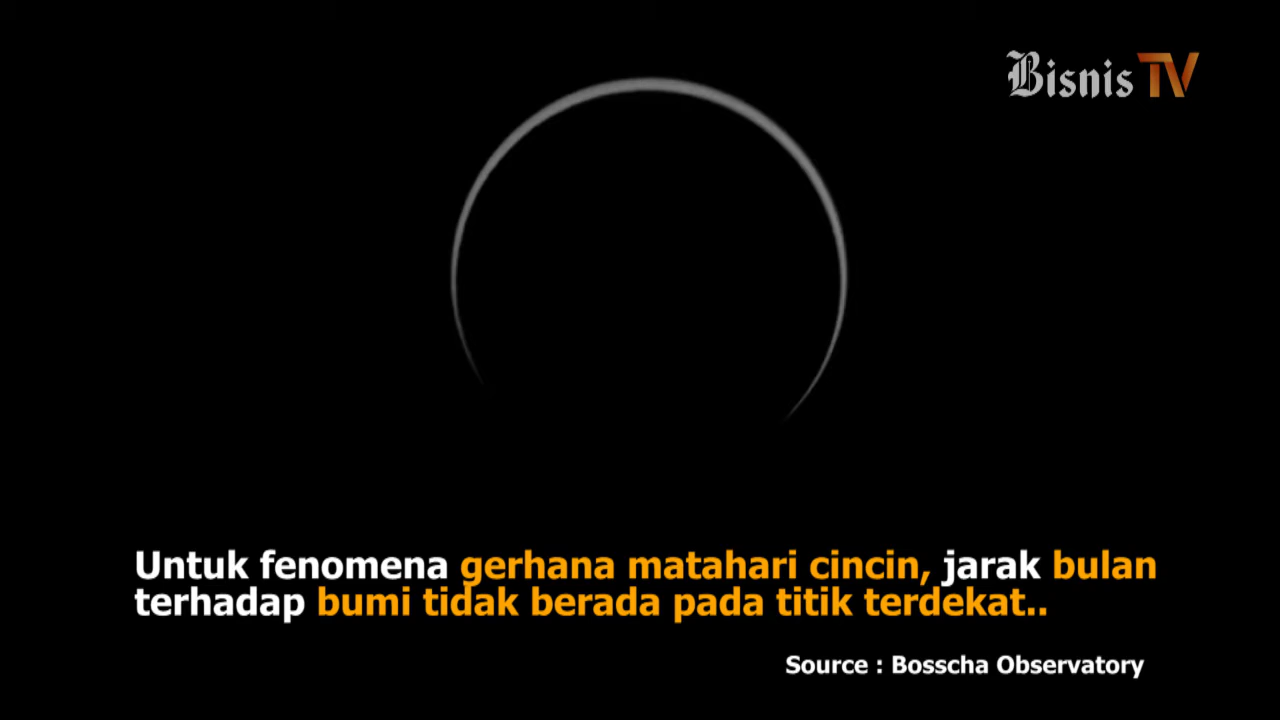 Bisnis TV
Untuk fenomena gerhana matahari cincin, jarak bulan
terhadap bumi tidak berada pada titik terdekat..
Source : Bosscha Observatory